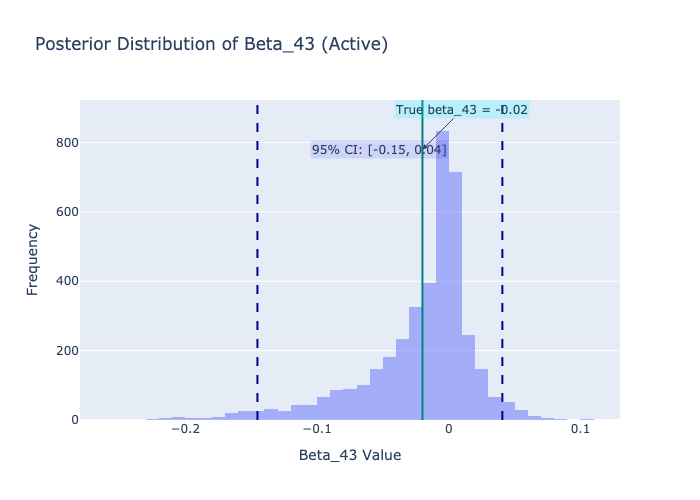 Posterior Distribution of Beta_43 (Active)
True beta_43 = -0.02
95% CI: [-0.15, 0.04]
800
600
400
200
0
−0.2
−0.1
0
0.1
Frequency
Beta_43 Value